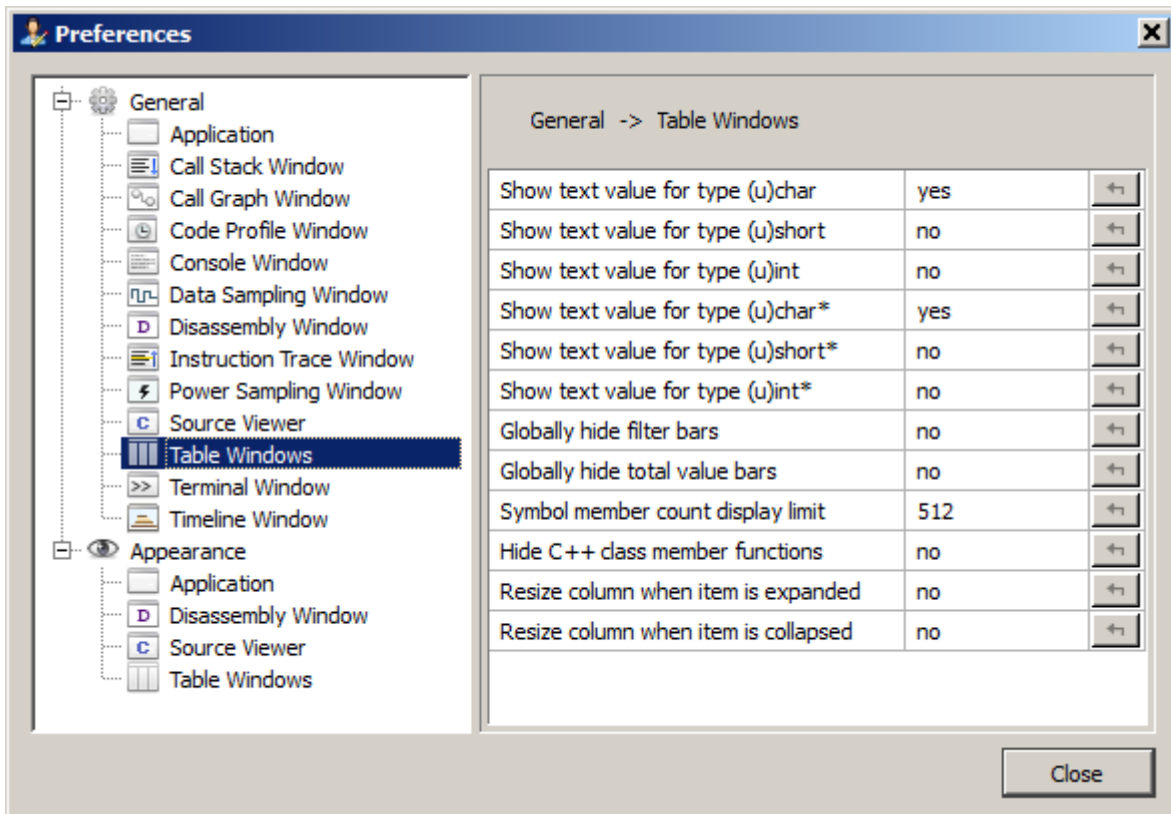 Preferences
General
Application
Call Stack Window
Call Graph Window
Code Profile Window
Console Window
Data Sampling Window
D Disassembly Window
Instruction Trace Window
Power Sampling Window
C Source Viewer
Table Windows
>> Terminal Window
Timeline Window
Appearance
Application
D Disassembly Window
C Source Viewer
Table Windows
General -> Table Windows
Show text value for type (u)char yes
Show text value for type (u)short no
Show text value for type (u)int no
Show text value for type (u)char* yes
Show text value for type (u)short* no
Show text value for type (u)int* no
Globally hide filter bars no
Globally hide total value bars no
Symbol member count display limit 512
Hide C++ class member functions no
Resize column when item is expanded no
Resize column when item is collapsed no
Close